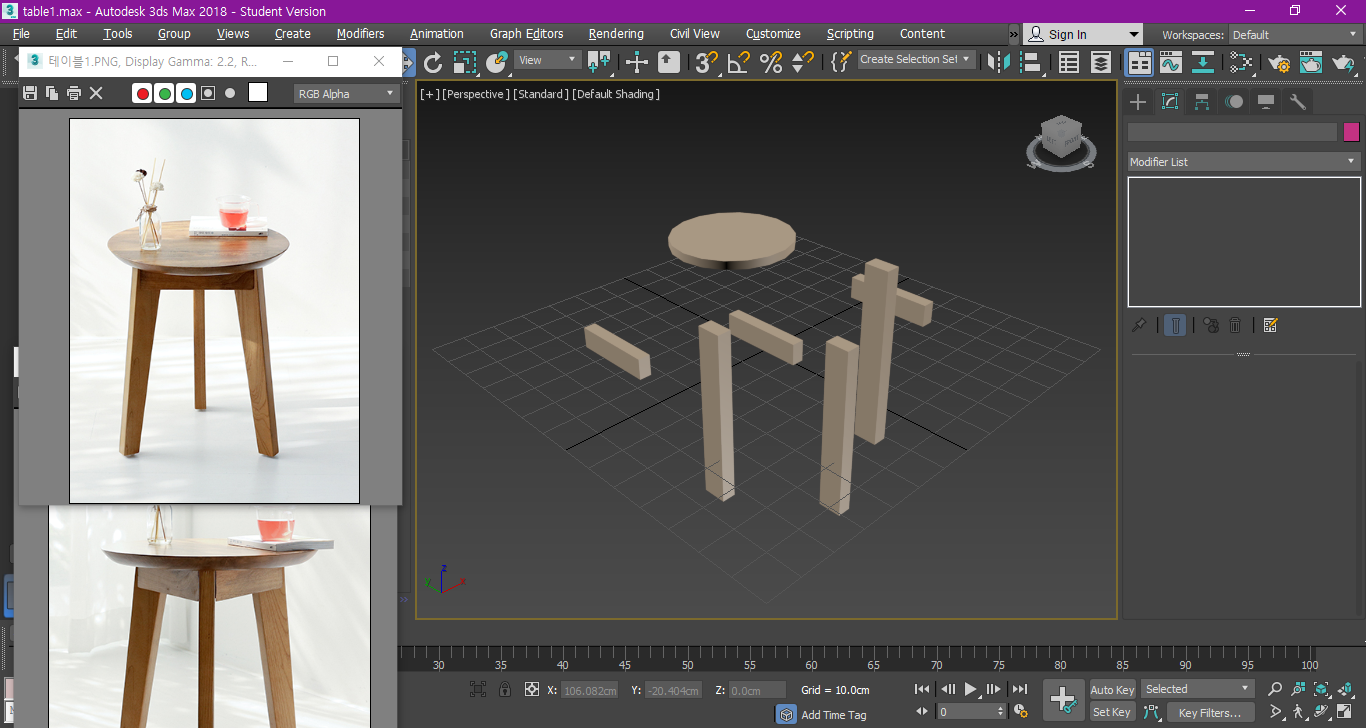 table1.max - Autodesk 3ds Max 2018 - Student Version
File Edit Tools Group Views Create Modifiers Animation Graph Editors Rendering Civil View Customize Scripting Content » Sign In Workspaces: Default
테이블1.PNG, Display Gamma: 2.2, R...
View
Create Selection Set
RGB Alpha
[+] [Perspective] [Standard] [Default Shading]
Modifier List
z
y
x
30 35 40 45 50 55 60 65 70 75 80 85 90 95 100
X: 106.082cm Y: -20.404cm Z: 0.0cm Grid = 10.0cm
Auto Key Selected
Add Time Tag
0
Set Key Key Filters...